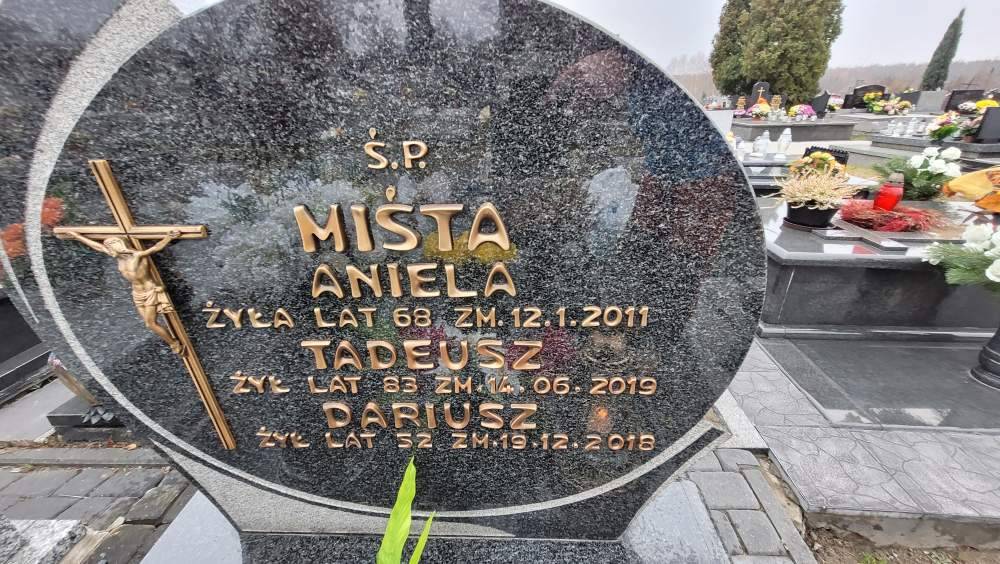 Ś.P.
MIŚTA
ANIELA
ŻYŁA LAT 68 ZM. 12.1.2011
TADEUSZ
ŻYŁ LAT 83 ZM. 14.06.2019
DARIUSZ
ŻYŁ LAT 52 ZM. 19.12.2018